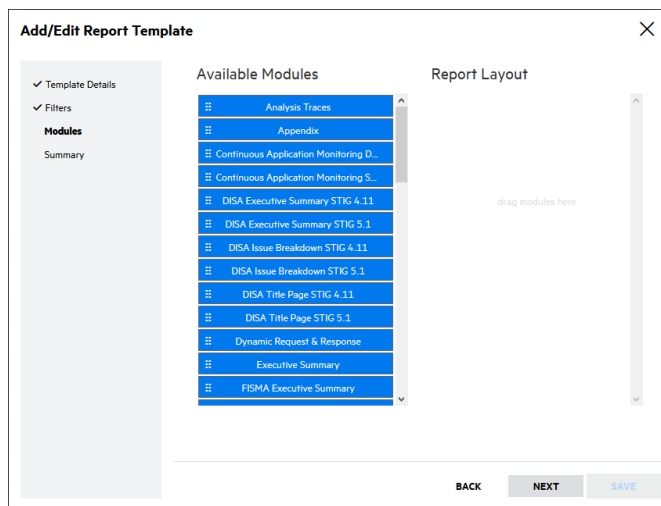 Add/Edit Report Template
Template Details
Filters
Modules
Summary
Available Modules
Analysis Traces
Appendix
Continuous Application Monitoring D...
Continuous Application Monitoring S...
DISA Executive Summary STIG 4.11
DISA Executive Summary STIG 5.1
DISA Issue Breakdown STIG 4.11
DISA Issue Breakdown STIG 5.1
DISA Title Page STIG 4.11
DISA Title Page STIG 5.1
Dynamic Request & Response
Executive Summary
FISMA Executive Summary
Report Layout
drag modules here
BACK NEXT SAVE